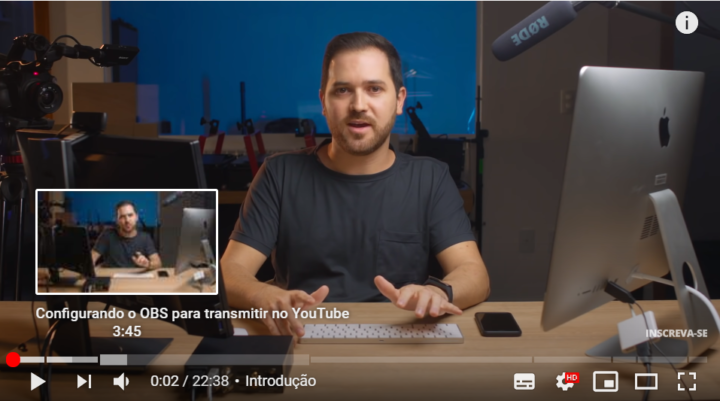 RØDE
Configurando o OBS para transmitir no YouTube
3:45
INSCREVA-SE
0:02 / 22:38 • Introdução
HD